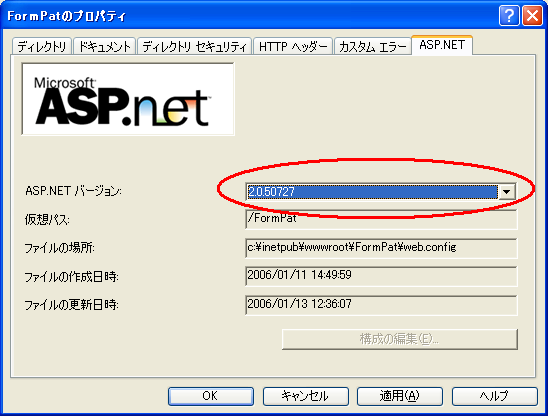 FormPatのプロパティ
ディレクトリ ドキュメント ディレクトリ セキュリティ HTTP ヘッダー カスタム エラー ASP.NET
Microsoft
ASP.net
ASP.NET バージョン: 2.0.50727
仮想パス: /FormPat
ファイルの場所: c:¥inetpub¥wwwroot¥FormPat¥web.config
ファイルの作成日時: 2006/01/11 14:49:59
ファイルの更新日時: 2006/01/13 12:36:07
構成の編集(E)...
OK キャンセル 適用(A) ヘルプ